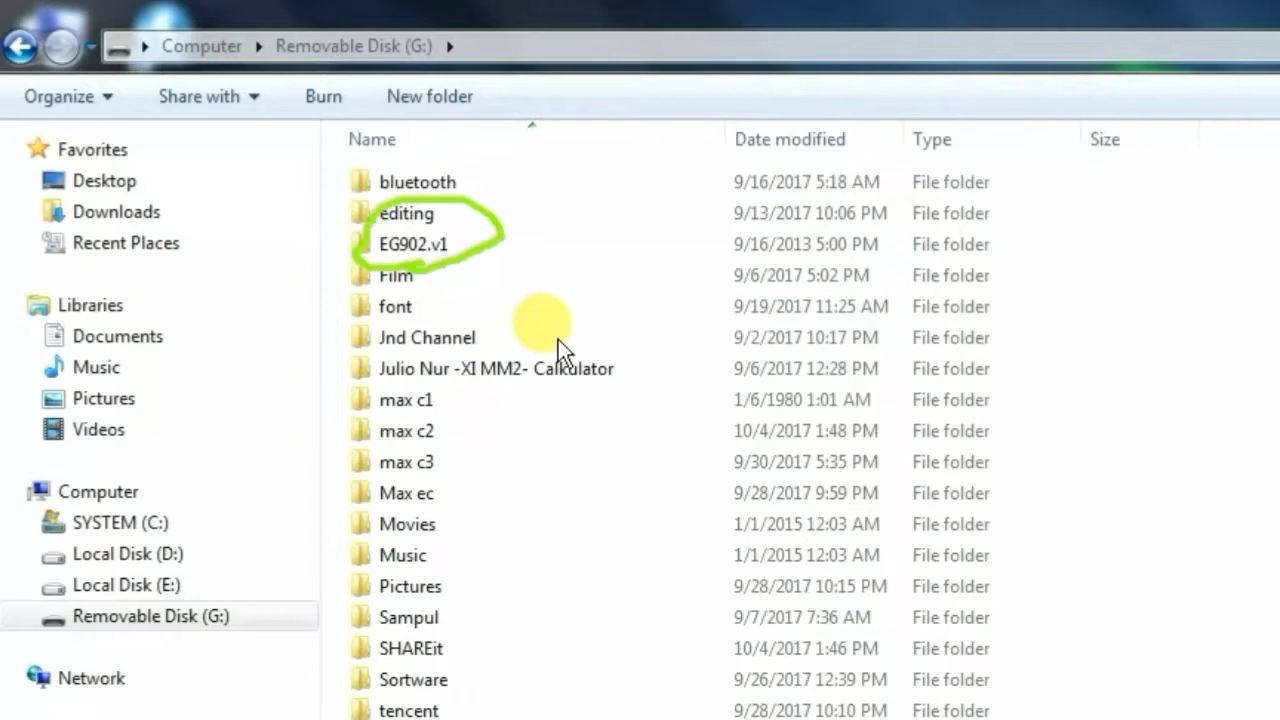 Computer Removable Disk (G:)
Organize Share with Burn New folder
Name Date modified Type Size
Favorites
Desktop
Downloads
Recent Places
Libraries
Documents
Music
Pictures
Videos
Computer
SYSTEM (C:)
Local Disk (D:)
Local Disk (E:)
Removable Disk (G:)
Network
bluetooth 9/16/2017 5:18 AM File folder
editing 9/13/2017 10:06 PM File folder
EG902.v1 9/16/2013 5:00 PM File folder
Film 9/6/2017 5:02 PM File folder
font 9/19/2017 11:25 AM File folder
Jnd Channel 9/2/2017 10:17 PM File folder
Julio Nur -XI MM2- Calkulator 9/6/2017 12:28 PM File folder
max c1 1/6/1980 1:01 AM File folder
max c2 10/4/2017 1:48 PM File folder
max c3 9/30/2017 5:35 PM File folder
Max ec 9/28/2017 9:59 PM File folder
Movies 1/1/2015 12:03 AM File folder
Music 1/1/2015 12:03 AM File folder
Pictures 9/28/2017 10:15 PM File folder
Sampul 9/7/2017 7:36 AM File folder
SHAREit 10/4/2017 1:46 PM File folder
Sortware 9/26/2017 12:39 PM File folder
tencent 9/28/2017 10:10 PM File folder